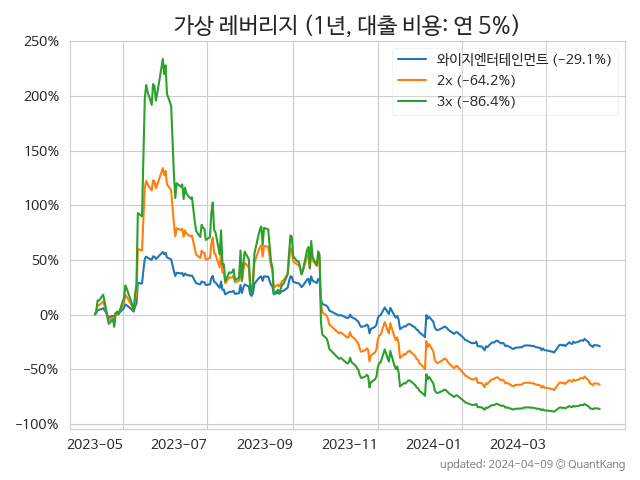 가상 레버리지 (1년, 대출 비용: 연 5%)
250%
200%
150%
100%
50%
0%
−50%
−100%
와이지엔터테인먼트 (−29.1%)
2x (−64.2%)
3x (−86.4%)
2023-05
2023-07
2023-09
2023-11
2024-01
2024-03
updated: 2024-04-09 © QuantKang